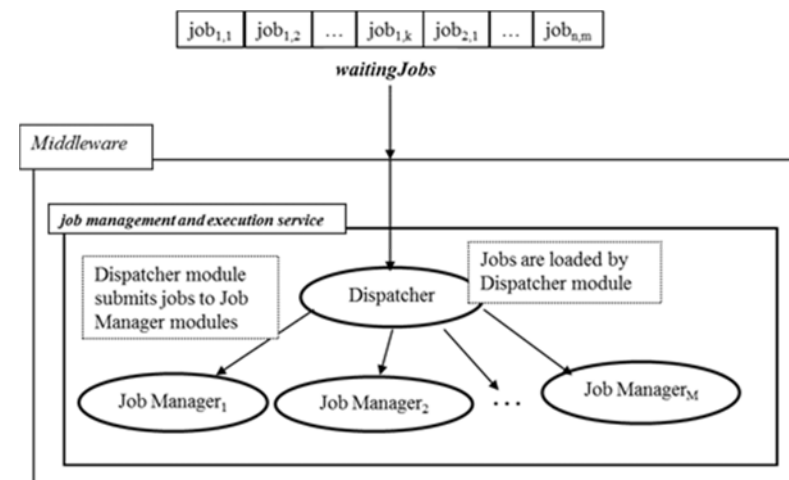 job1,1 job1,2 ... job1,k job2,1 ... jobn,m
waitingJobs
Middleware
job management and execution service
Dispatcher module
submits jobs to Job
Manager modules
Jobs are loaded by
Dispatcher module
Dispatcher
Job Manager1
Job Manager2
...
Job ManagerM